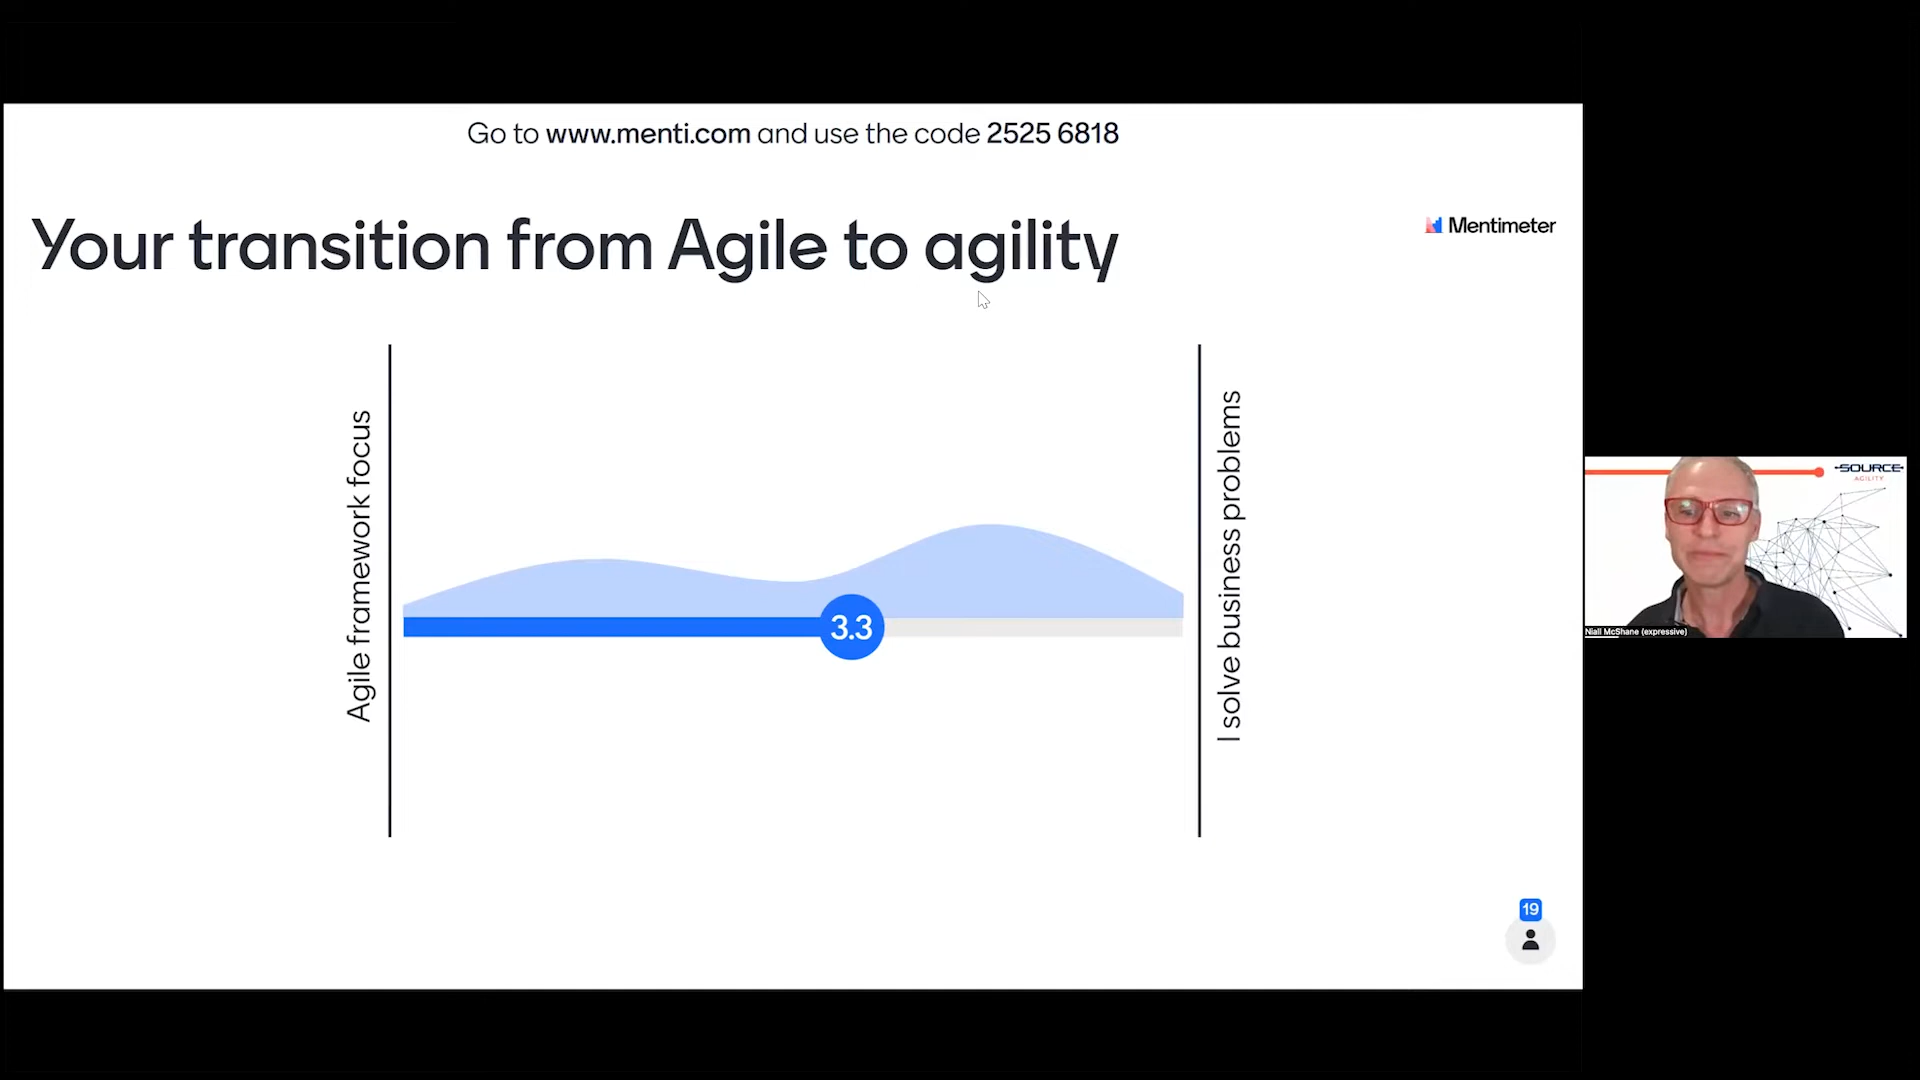 Go to www.menti.com and use the code 2525 6818
Your transition from Agile to agility
Mentimeter
Agile framework focus
3.3
I solve business problems
SOURCE
AGILITY
Niall McShane (expressive)
19